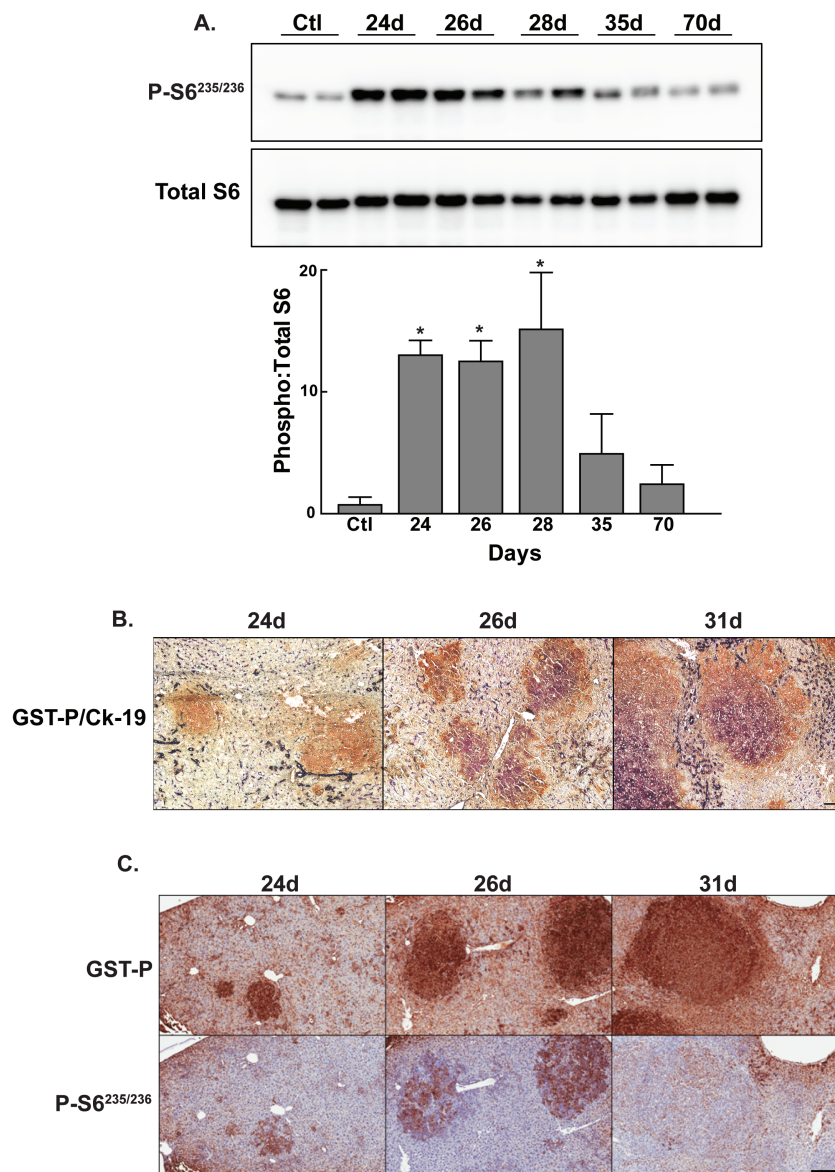 A.
Ctl 24d 26d 28d 35d 70d
P-S6235/236
Total S6
20
10
0
Phospho:Total S6
* * *
Ctl 24 26 28 35 70
Days
B.
24d 26d 31d
GST-P/Ck-19
C.
24d 26d 31d
GST-P
P-S6235/236